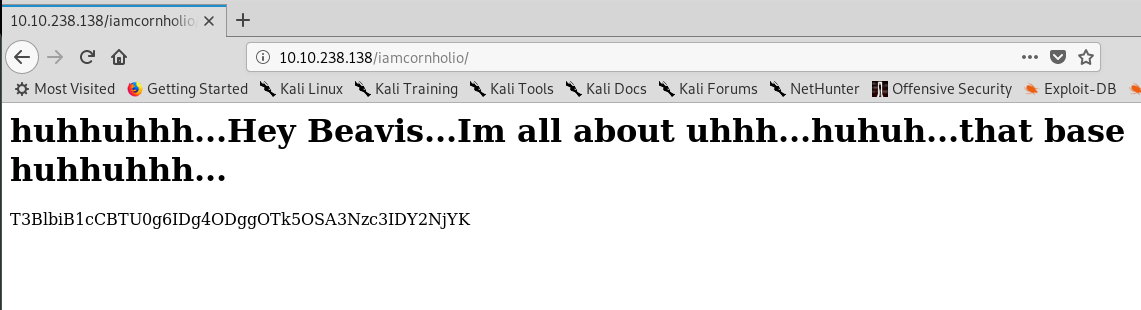 10.10.238.138/iamcornholio
10.10.238.138/iamcornholio/
Most Visited Getting Started Kali Linux Kali Training Kali Tools Kali Docs Kali Forums NetHunter Offensive Security Exploit-DB
huhhuhhh...Hey Beavis...Im all about uhhh...huhuh...that base
huhhuhhh...
T3BlbiB1cCBTU0g6IDg4ODggOTk5OSA3Nzc3IDY2NjYK